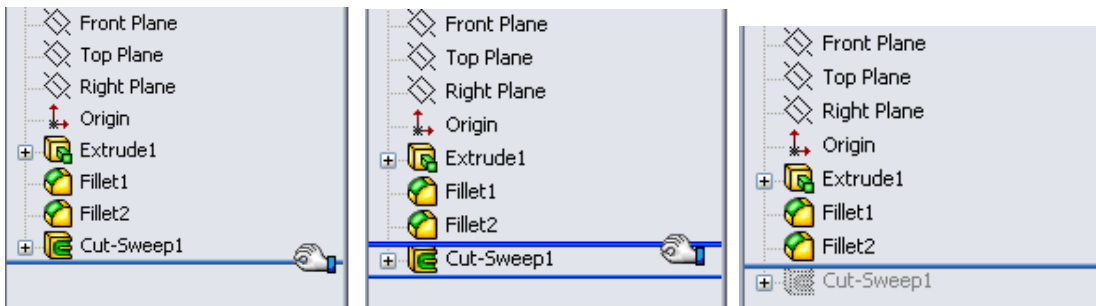 Front Plane
Top Plane
Right Plane
Origin
Extrude1
Fillet1
Fillet2
Cut-Sweep1
Front Plane
Top Plane
Right Plane
Origin
Extrude1
Fillet1
Fillet2
Cut-Sweep1
Front Plane
Top Plane
Right Plane
Origin
Extrude1
Fillet1
Fillet2
Cut-Sweep1